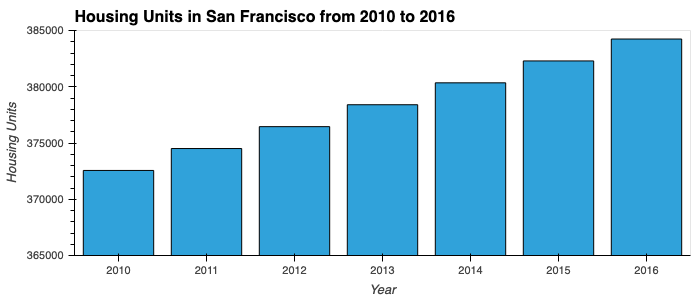 Housing Units in San Francisco from 2010 to 2016
385000
380000
375000
370000
365000
Housing Units
2010 2011 2012 2013 2014 2015 2016
Year